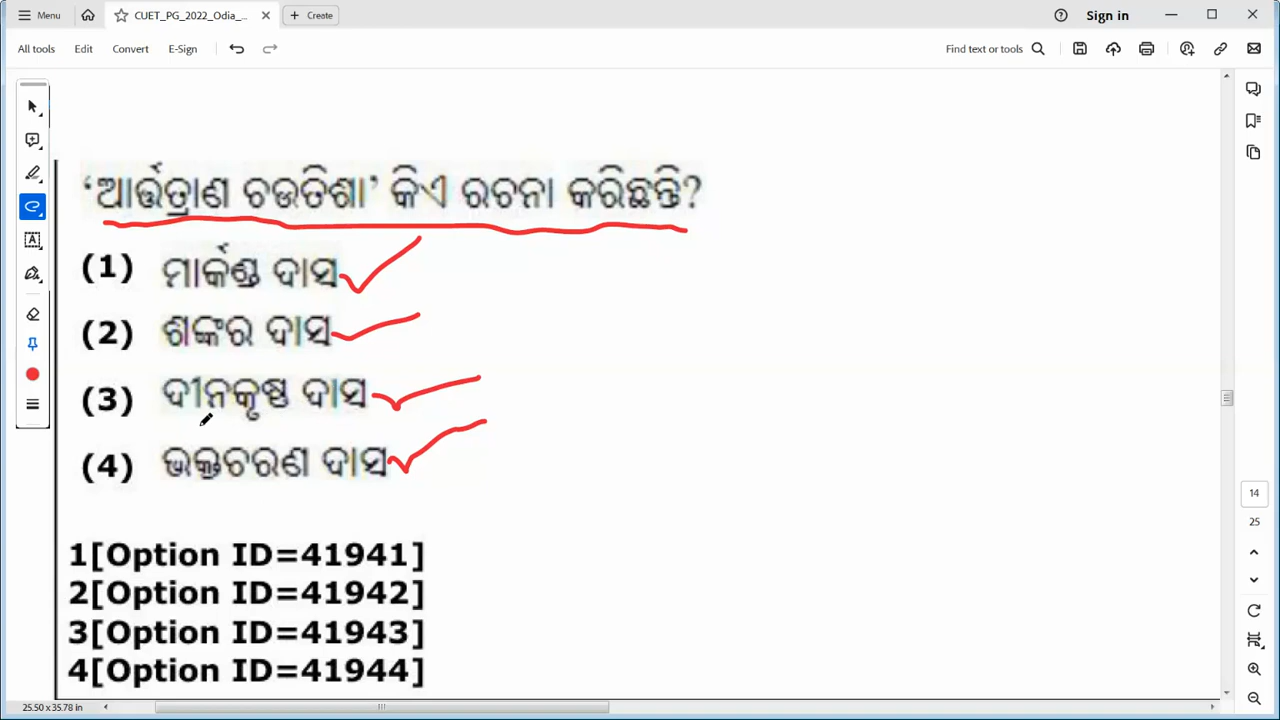 Menu
CUET_PG_2022_Odia_...
Create
Sign in
All tools
Edit
Convert
E-Sign
Find text or tools
‘ଆର୍ତ୍ତତ୍ରାଣ ଚଉତିଶା’ କିଏ ରଚନା କରିଛନ୍ତି?
(1) ମାର୍କଣ୍ଡ ଦାସ
(2) ଶଙ୍କର ଦାସ
(3) ଦୀନକୃଷ୍ଣ ଦାସ
(4) ଭକ୍ତଚରଣ ଦାସ
1[Option ID=41941]
2[Option ID=41942]
3[Option ID=41943]
4[Option ID=41944]
14
25
25.50 x 35.78 in